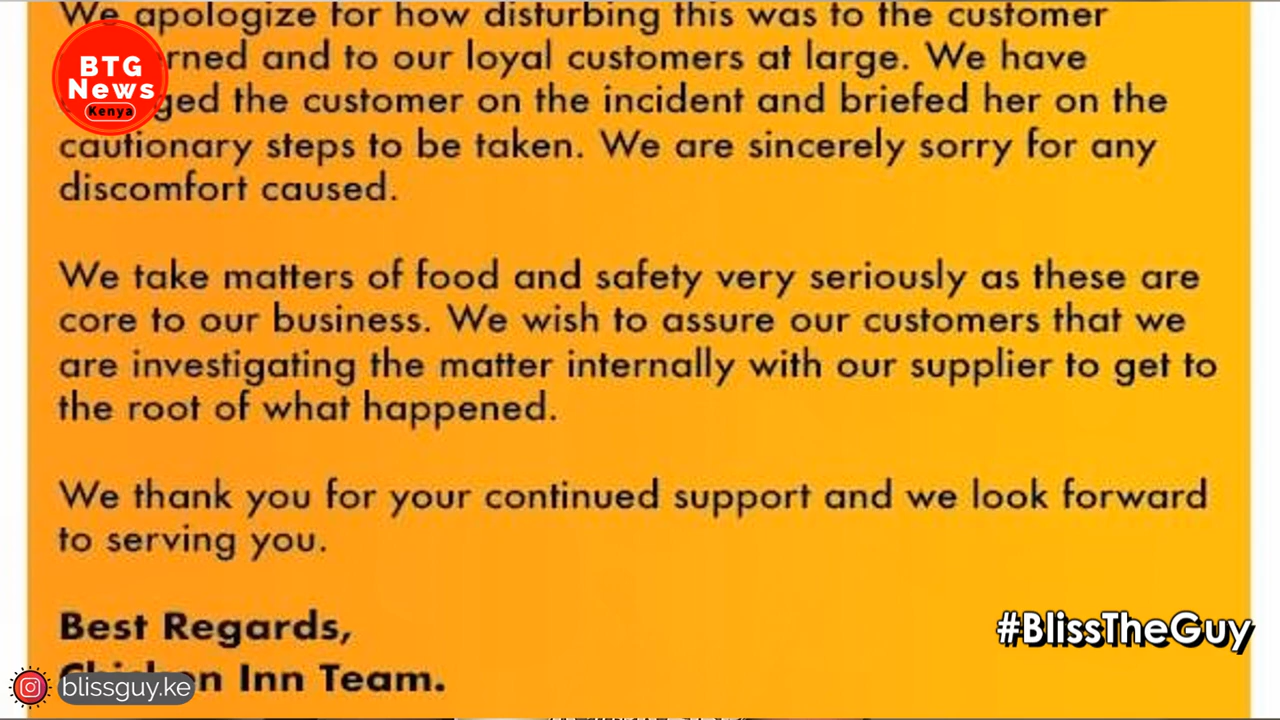 We apologize for how disturbing this was to the customer
BTG
News
Kenya
rned and to our loyal customers at large. We have
ged the customer on the incident and briefed her on the
cautionary steps to be taken. We are sincerely sorry for any
discomfort caused.
We take matters of food and safety very seriously as these are
core to our business. We wish to assure our customers that we
are investigating the matter internally with our supplier to get to
the root of what happened.
We thank you for your continued support and we look forward
to serving you.
Best Regards,
#BlissTheGuy
Chicken Inn Team.
blissguy.ke